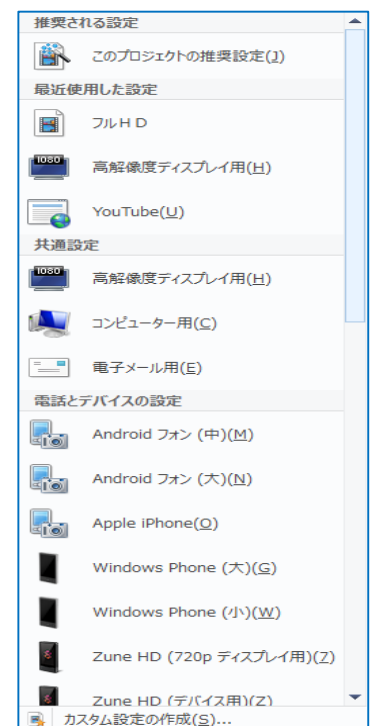 推奨される設定
このプロジェクトの推奨設定(J)
最近使用した設定
フルＨＤ
1080
高解像度ディスプレイ用(H)
YouTube(U)
共通設定
1080
高解像度ディスプレイ用(H)
コンピューター用(C)
電子メール用(E)
電話とデバイスの設定
Android フォン (中)(M)
Android フォン (大)(N)
Apple iPhone(O)
Windows Phone (大)(G)
Windows Phone (小)(W)
Zune HD (720p ディスプレイ用)(Z)
Zune HD (デバイス用)(Z)
カスタム設定の作成(S)...